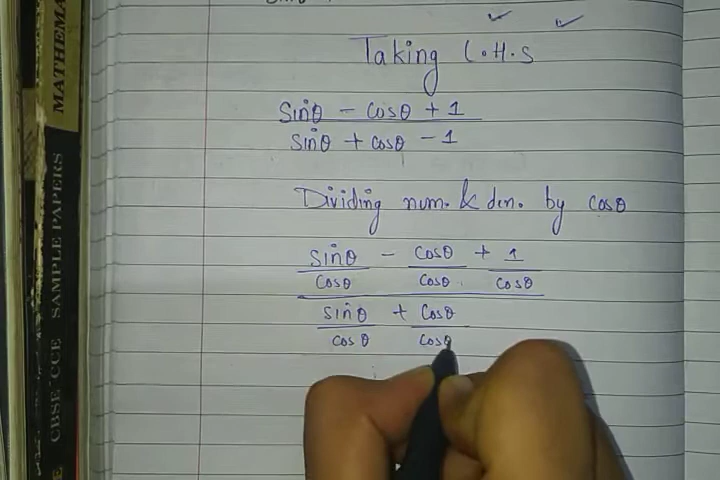 Taking L.H.S
sinθ - cosθ + 1
sinθ + cosθ - 1
Dividing num. & den. by cosθ
sinθ - cosθ + 1
cosθ cosθ cosθ
sinθ + cosθ
cosθ cosθ
MATHEMA
CBSE CCE SAMPLE PAPERS